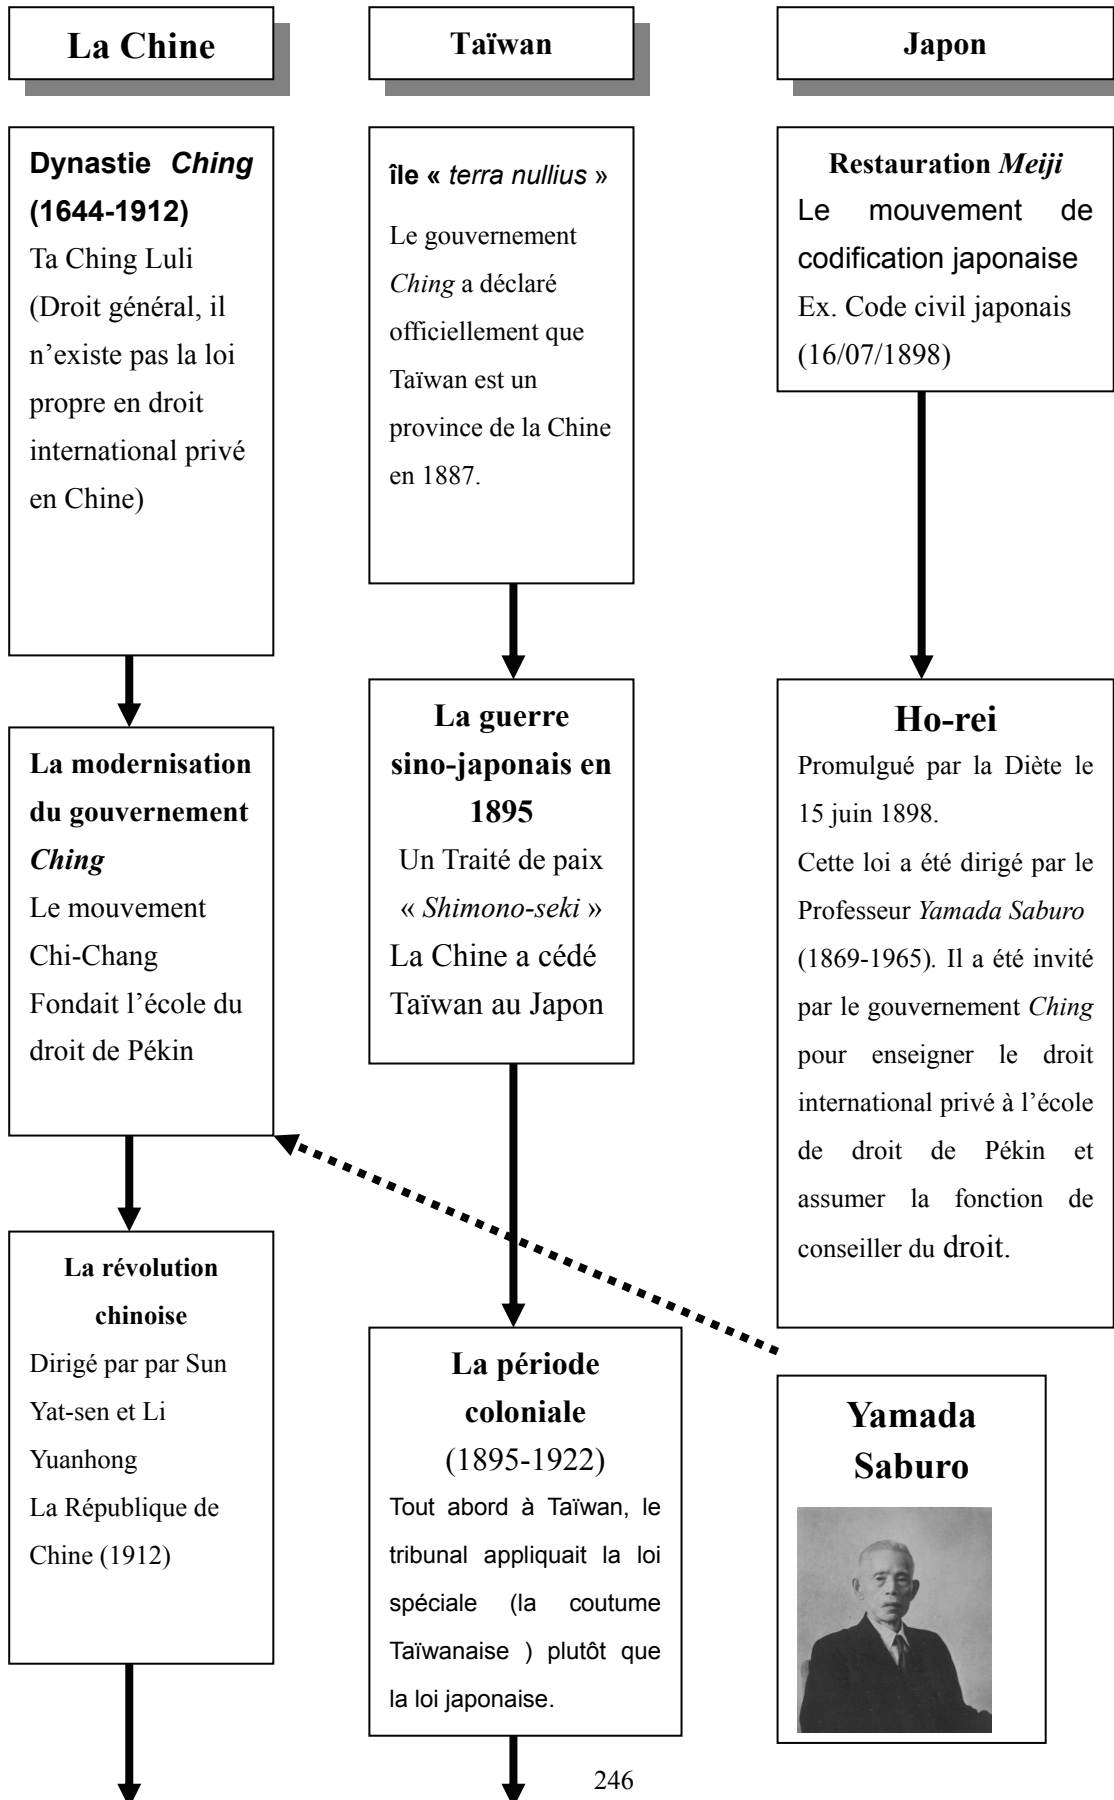 La Chine
Taïwan
Japon
Dynastie Ching
(1644-1912)
Ta Ching Luli
(Droit général, il
n’existe pas la loi
propre en droit
international privé
en Chine)
île « terra nullius »
Le gouvernement
Ching a déclaré
officiellement que
Taïwan est un
province de la Chine
en 1887.
Restauration Meiji
Le mouvement de
codification japonaise
Ex. Code civil japonais
(16/07/1898)
La modernisation
du gouvernement
Ching
Le mouvement
Chi-Chang
Fondait l’école du
droit de Pékin
La guerre
sino-japonais en
1895
Un Traité de paix
« Shimono-seki »
La Chine a cédé
Taïwan au Japon
Ho-rei
Promulgué par la Diète le
15 juin 1898.
Cette loi a été dirigé par le
Professeur Yamada Saburo
(1869-1965). Il a été invité
par le gouvernement Ching
pour enseigner le droit
international privé à l’école
de droit de Pékin et
assumer la fonction de
conseiller du droit.
La révolution
chinoise
Dirigé par par Sun
Yat-sen et Li
Yuanhong
La République de
Chine (1912)
La période
coloniale
(1895-1922)
Tout abord à Taïwan, le
tribunal appliquait la loi
spéciale (la coutume
Taïwanaise ) plutôt que
la loi japonaise.
Yamada
Saburo
246